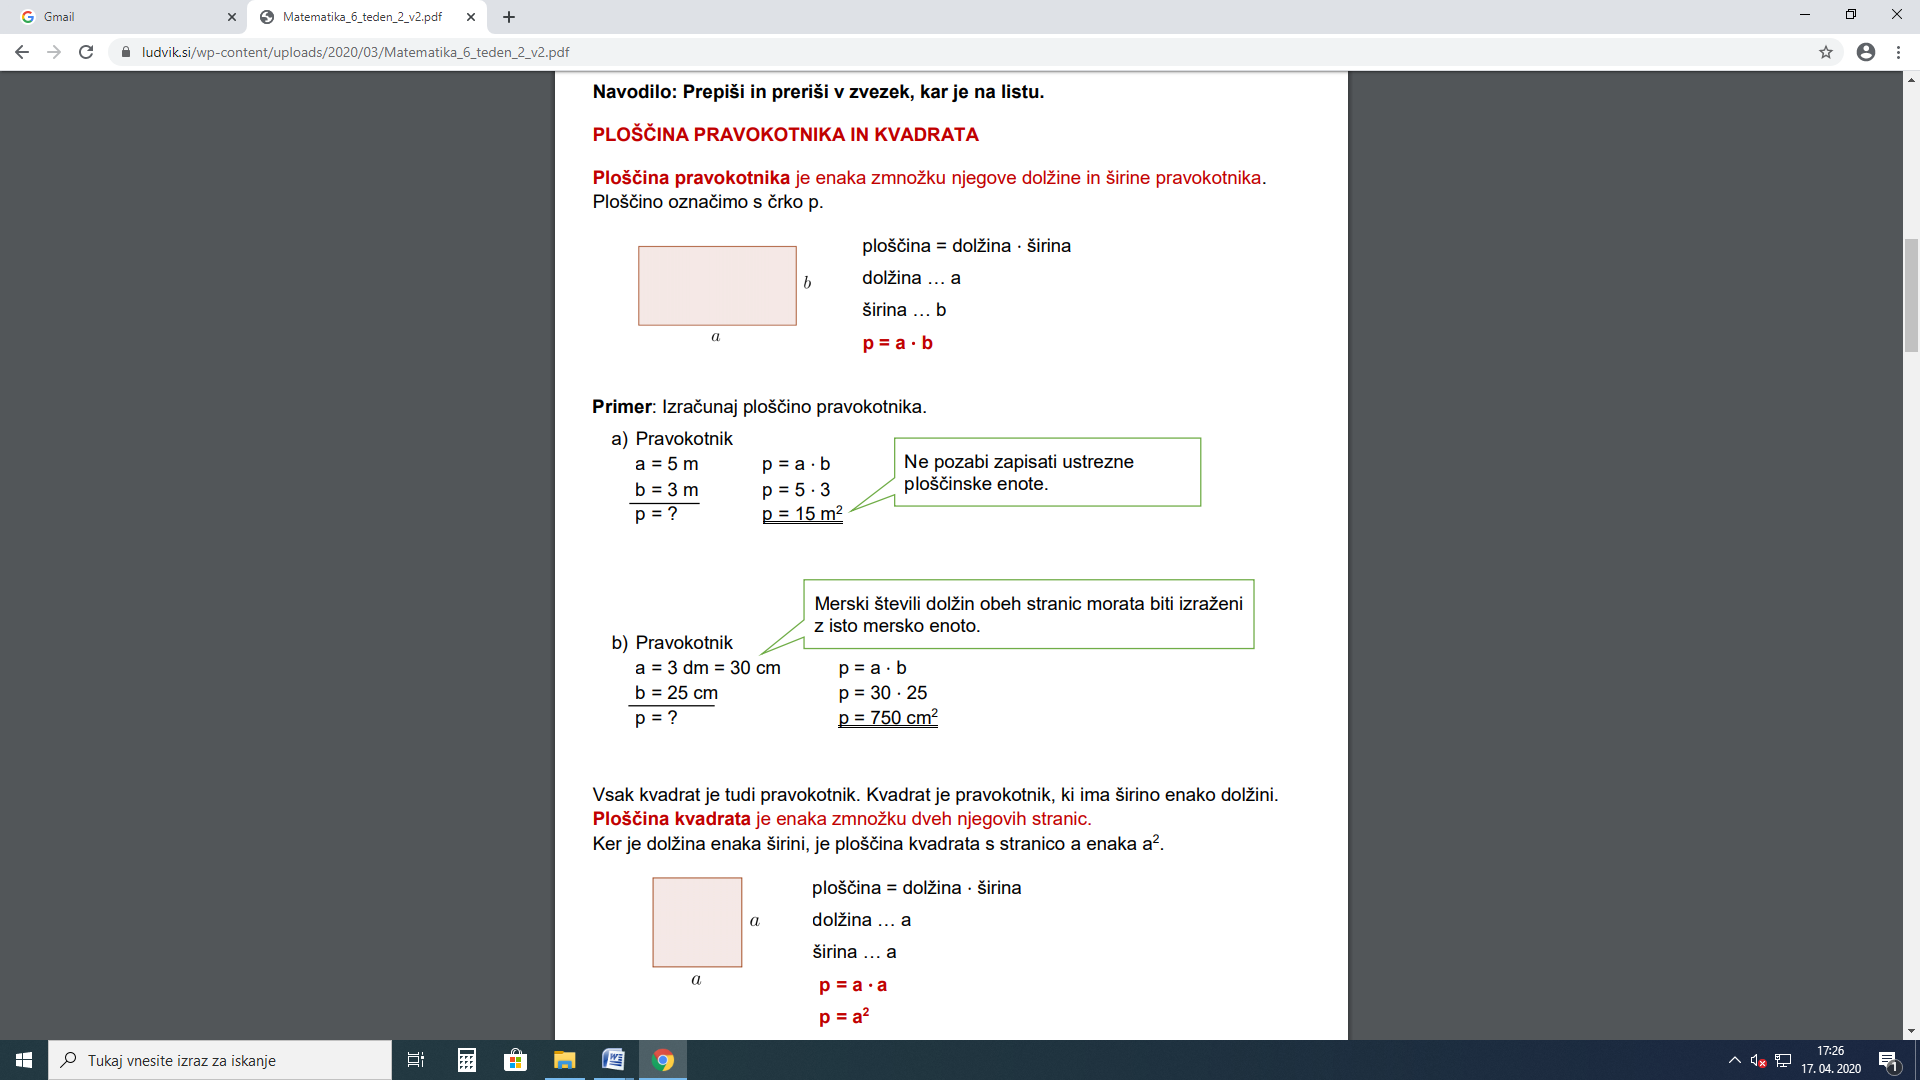 Gmail
Matematika_6_teden_2_v2.pdf
ludvik.si/wp-content/uploads/2020/03/Matematika_6_teden_2_v2.pdf
Navodilo: Prepiši in preriši v zvezek, kar je na listu.
PLOŠČINA PRAVOKOTNIKA IN KVADRATA
Ploščina pravokotnika je enaka zmnožku njegove dolžine in širine pravokotnika.
Ploščino označimo s črko p.
ploščina = dolžina · širina
dolžina … a
b
širina … b
a
p = a · b
Primer: Izračunaj ploščino pravokotnika.
a) Pravokotnik
a = 5 m
b = 3 m
p = ?
p = a · b
p = 5 · 3
p = 15 m²
Ne pozabi zapisati ustrezne
ploščinske enote.
Merski števili dolžin obeh stranic morata biti izraženi
z isto mersko enoto.
b) Pravokotnik
a = 3 dm = 30 cm
b = 25 cm
p = ?
p = a · b
p = 30 · 25
p = 750 cm²
Vsak kvadrat je tudi pravokotnik. Kvadrat je pravokotnik, ki ima širino enako dolžini.
Ploščina kvadrata je enaka zmnožku dveh njegovih stranic.
Ker je dolžina enaka širini, je ploščina kvadrata s stranico a enaka a².
ploščina = dolžina · širina
a
dolžina … a
širina … a
a
p = a · a
p = a²
Tukaj vnesite izraz za iskanje
17:26
17. 04. 2020
1